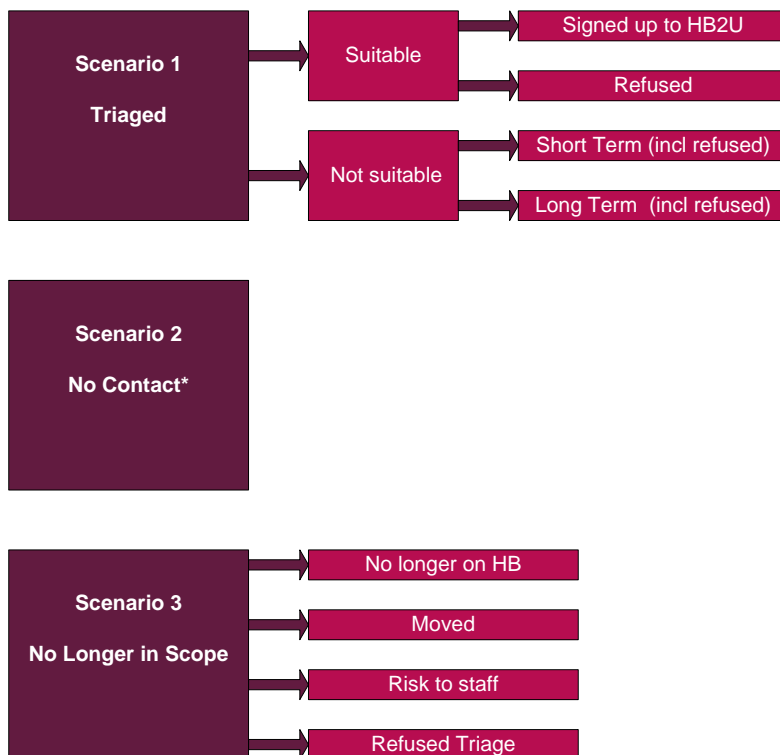 Scenario 1
Triaged
Suitable
Signed up to HB2U
Refused
Not suitable
Short Term (incl refused)
Long Term  (incl refused)
Scenario 2
No Contact*
Scenario 3
No Longer in Scope
No longer on HB
Moved
Risk to staff
Refused Triage